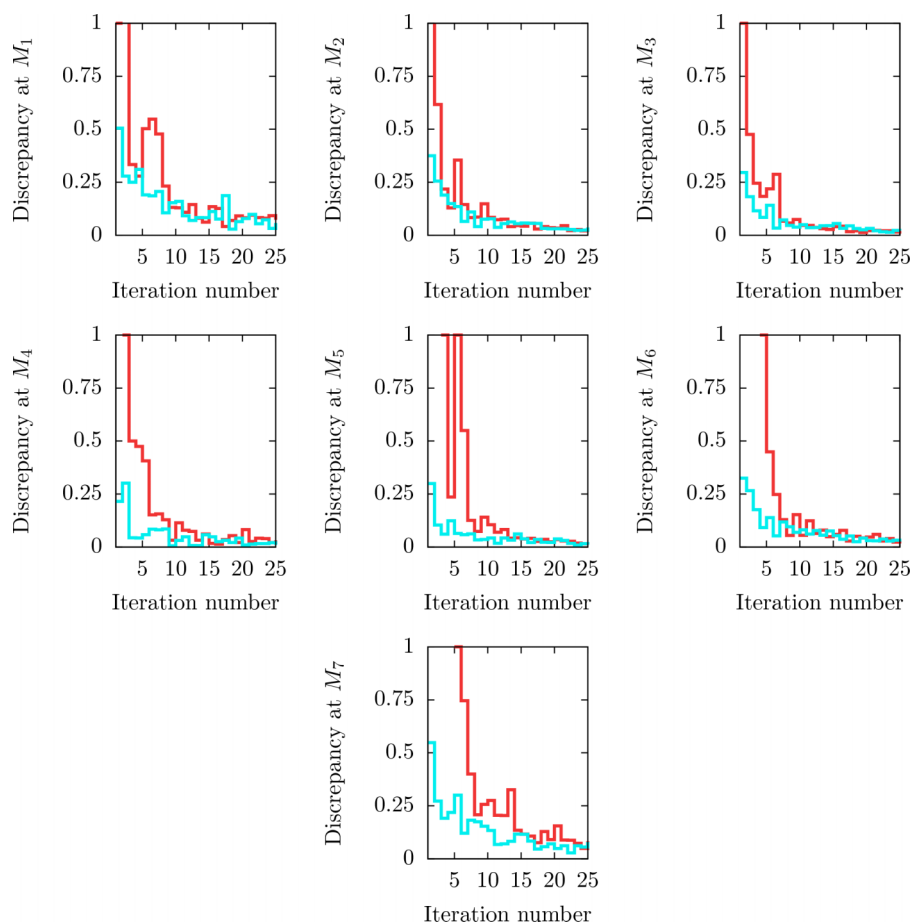 Discrepancy at M₁
1
0.75
0.5
0.25
0
5 10 15 20 25
Iteration number
Discrepancy at M₂
1
0.75
0.5
0.25
0
5 10 15 20 25
Iteration number
Discrepancy at M₃
1
0.75
0.5
0.25
0
5 10 15 20 25
Iteration number
Discrepancy at M₄
1
0.75
0.5
0.25
0
5 10 15 20 25
Iteration number
Discrepancy at M₅
1
0.75
0.5
0.25
0
5 10 15 20 25
Iteration number
Discrepancy at M₆
1
0.75
0.5
0.25
0
5 10 15 20 25
Iteration number
Discrepancy at M₇
1
0.75
0.5
0.25
0
5 10 15 20 25
Iteration number